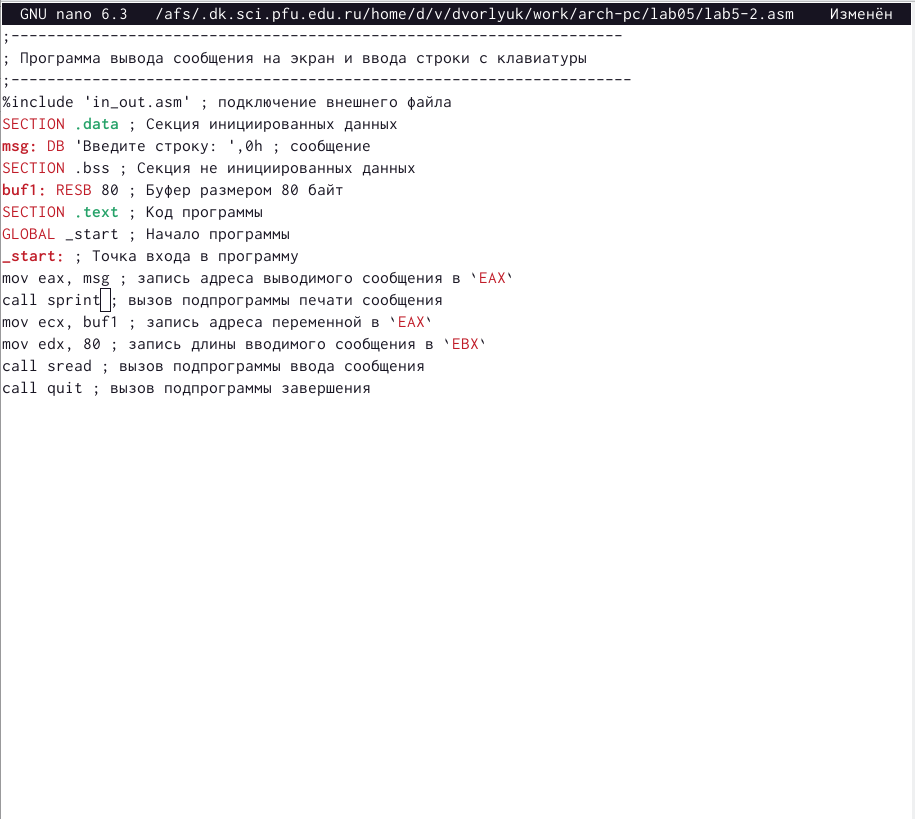 GNU nano 6.3 /afs/.dk.sci.pfu.edu.ru/home/d/v/dvorlyuk/work/arch-pc/lab05/lab5-2.asm Изменён
;--------------------------------------------------------------------
; Программа вывода сообщения на экран и ввода строки с клавиатуры
;---------------------------------------------------------------------
%include 'in_out.asm' ; подключение внешнего файла
SECTION .data ; Секция инициированных данных
msg: DB 'Введите строку: ',0h ; сообщение
SECTION .bss ; Секция не инициированных данных
buf1: RESB 80 ; Буфер размером 80 байт
SECTION .text ; Код программы
GLOBAL _start ; Начало программы
_start: ; Точка входа в программу
mov eax, msg ; запись адреса выводимого сообщения в `EAX`
call sprint ; вызов подпрограммы печати сообщения
mov ecx, buf1 ; запись адреса переменной в `EAX`
mov edx, 80 ; запись длины вводимого сообщения в `EBX`
call sread ; вызов подпрограммы ввода сообщения
call quit ; вызов подпрограммы завершения